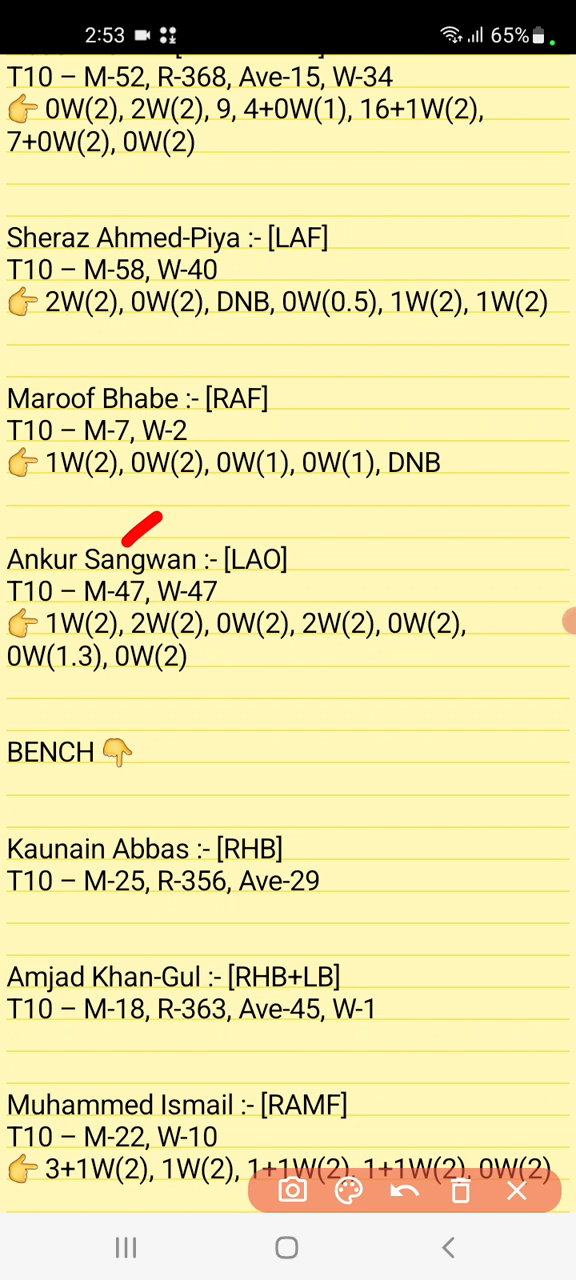 2:53
65%
T10 – M-52, R-368, Ave-15, W-34
👉 0W(2), 2W(2), 9, 4+0W(1), 16+1W(2),
7+0W(2), 0W(2)
Sheraz Ahmed-Piya :- [LAF]
T10 – M-58, W-40
👉 2W(2), 0W(2), DNB, 0W(0.5), 1W(2), 1W(2)
Maroof Bhabe :- [RAF]
T10 – M-7, W-2
👉 1W(2), 0W(2), 0W(1), 0W(1), DNB
Ankur Sangwan :- [LAO]
T10 – M-47, W-47
👉 1W(2), 2W(2), 0W(2), 2W(2), 0W(2),
0W(1.3), 0W(2)
BENCH 👇
Kaunain Abbas :- [RHB]
T10 – M-25, R-356, Ave-29
Amjad Khan-Gul :- [RHB+LB]
T10 – M-18, R-363, Ave-45, W-1
Muhammed Ismail :- [RAMF]
T10 – M-22, W-10
👉 3+1W(2), 1W(2), 1+1W(2), 1+1W(2), 0W(2)